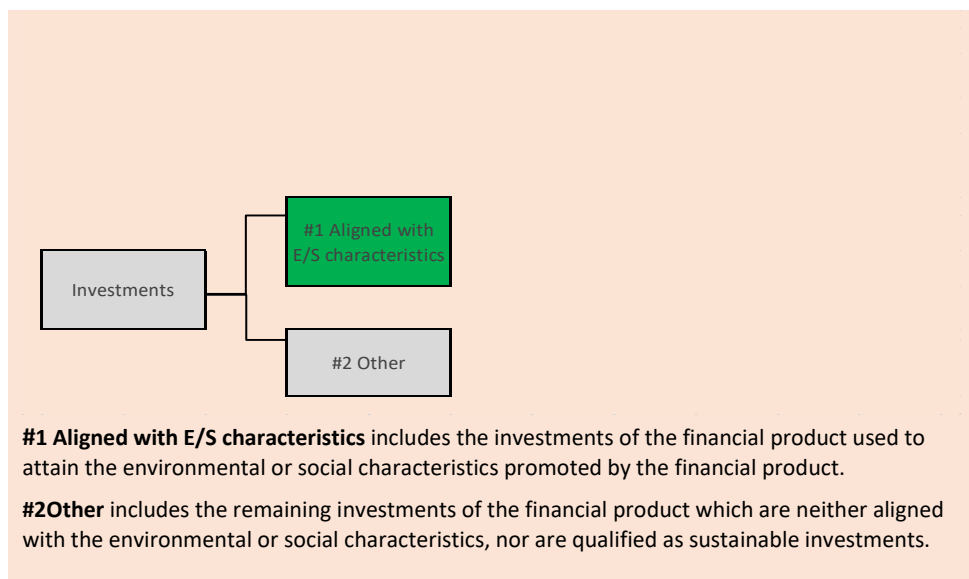 #1 Aligned with
E/S characteristics
Investments
#2 Other
#1 Aligned with E/S characteristics includes the investments of the financial product used to
attain the environmental or social characteristics promoted by the financial product.
#2Other includes the remaining investments of the financial product which are neither aligned
with the environmental or social characteristics, nor are qualified as sustainable investments.